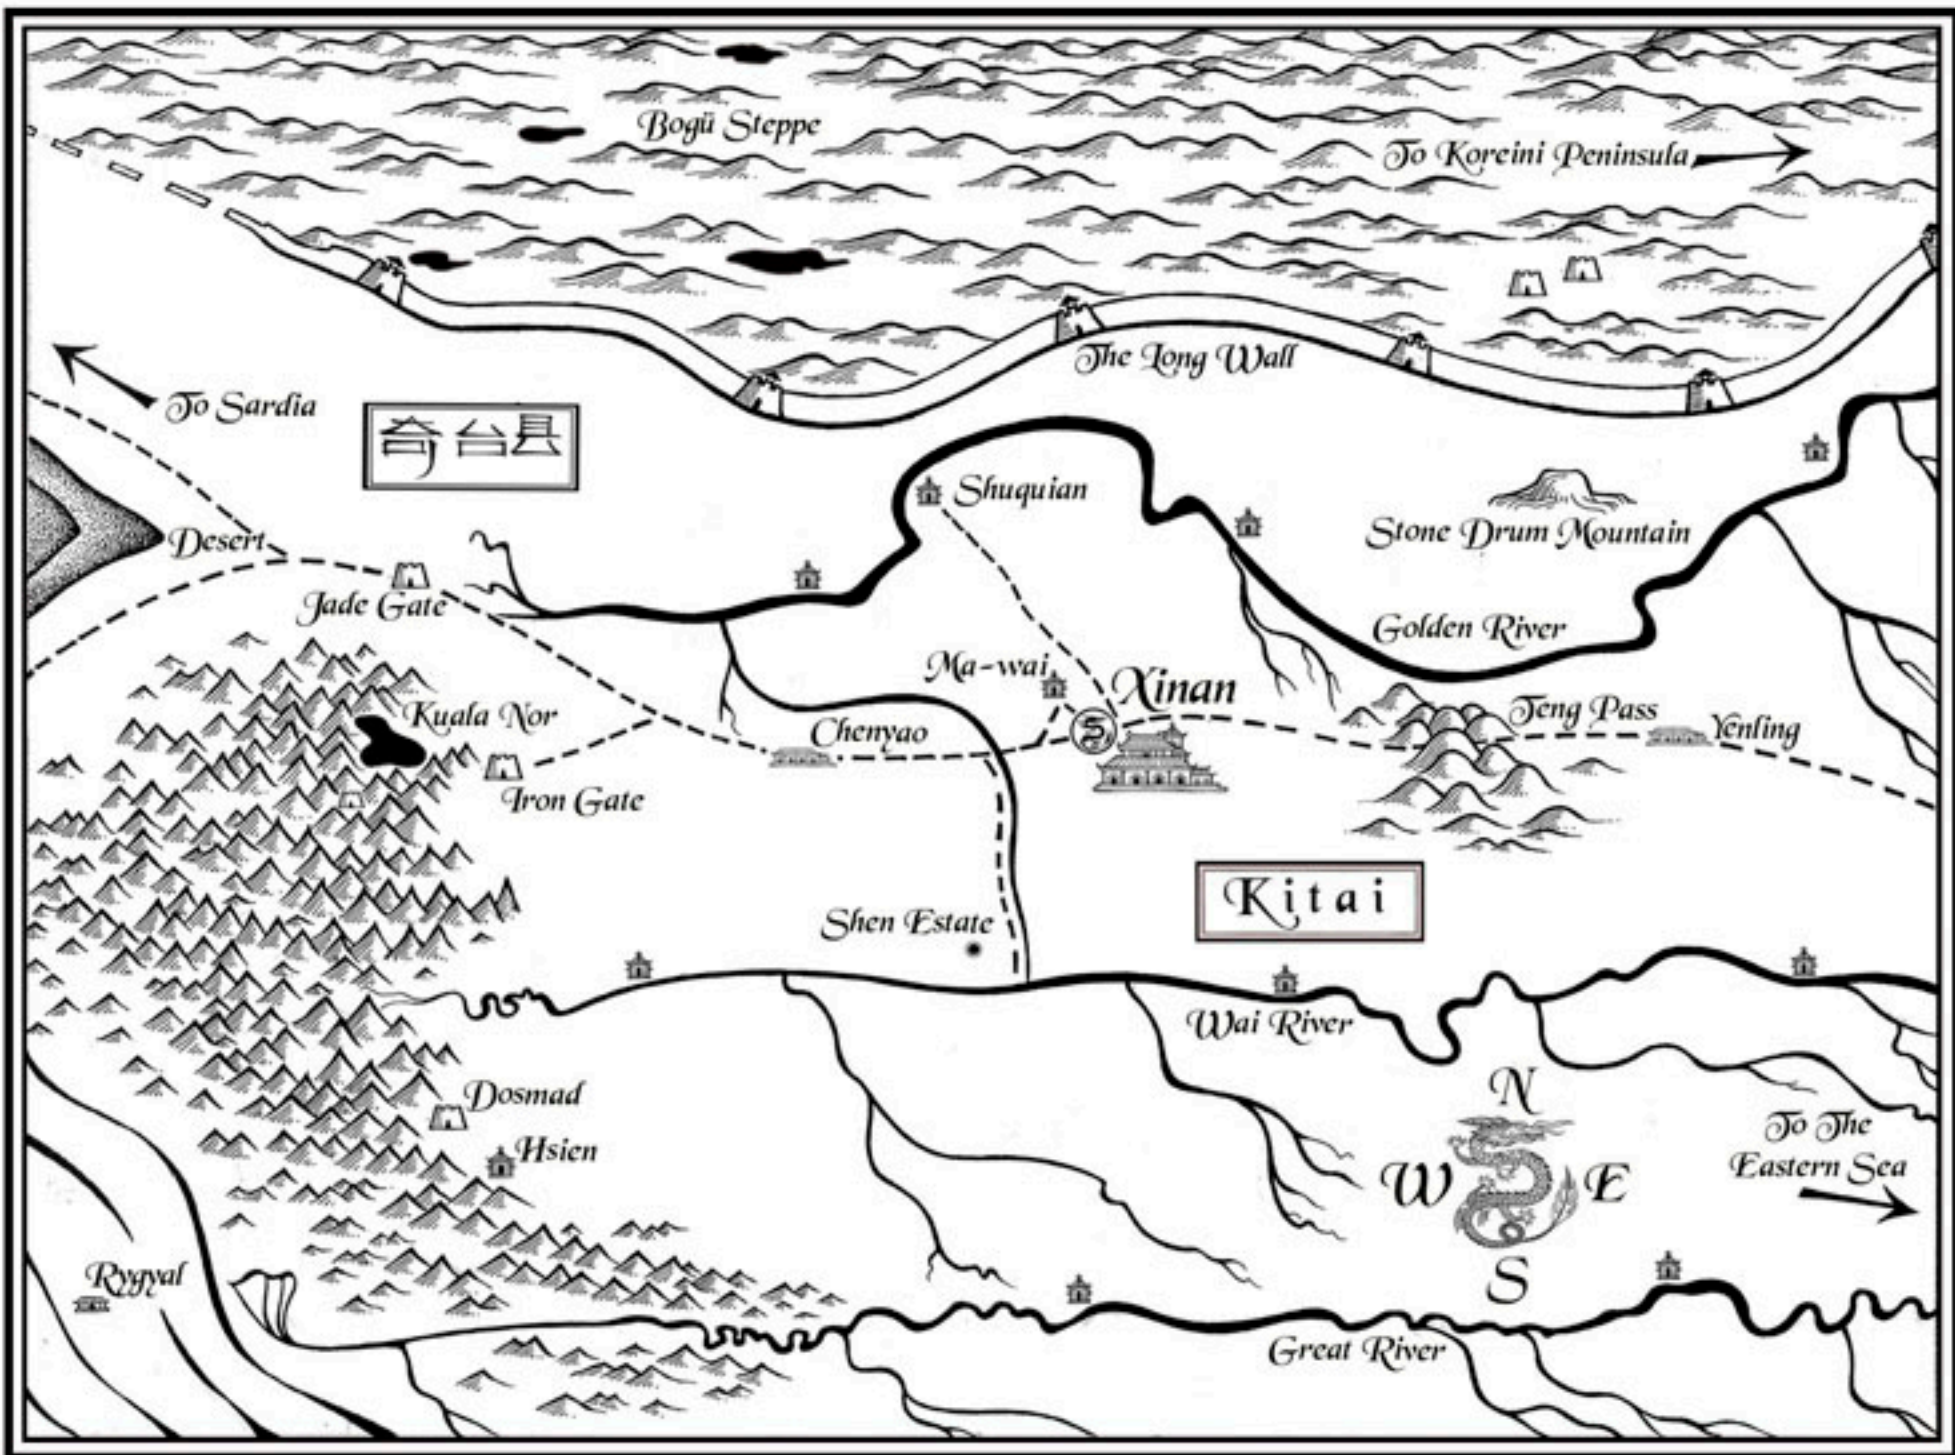 Bogü Steppe
To Koreini Peninsula
The Long Wall
To Sardia
奇台县
Shuquian
Desert
Stone Drum Mountain
Jade Gate
Golden River
Ma-wai
Xinan
Kuala Nor
Teng Pass
Yenling
Chenyao
Iron Gate
Kitai
Shen Estate
Wai River
N
Dosmad
To The
Eastern Sea
Hsien
W
E
Rygyal
S
Great River